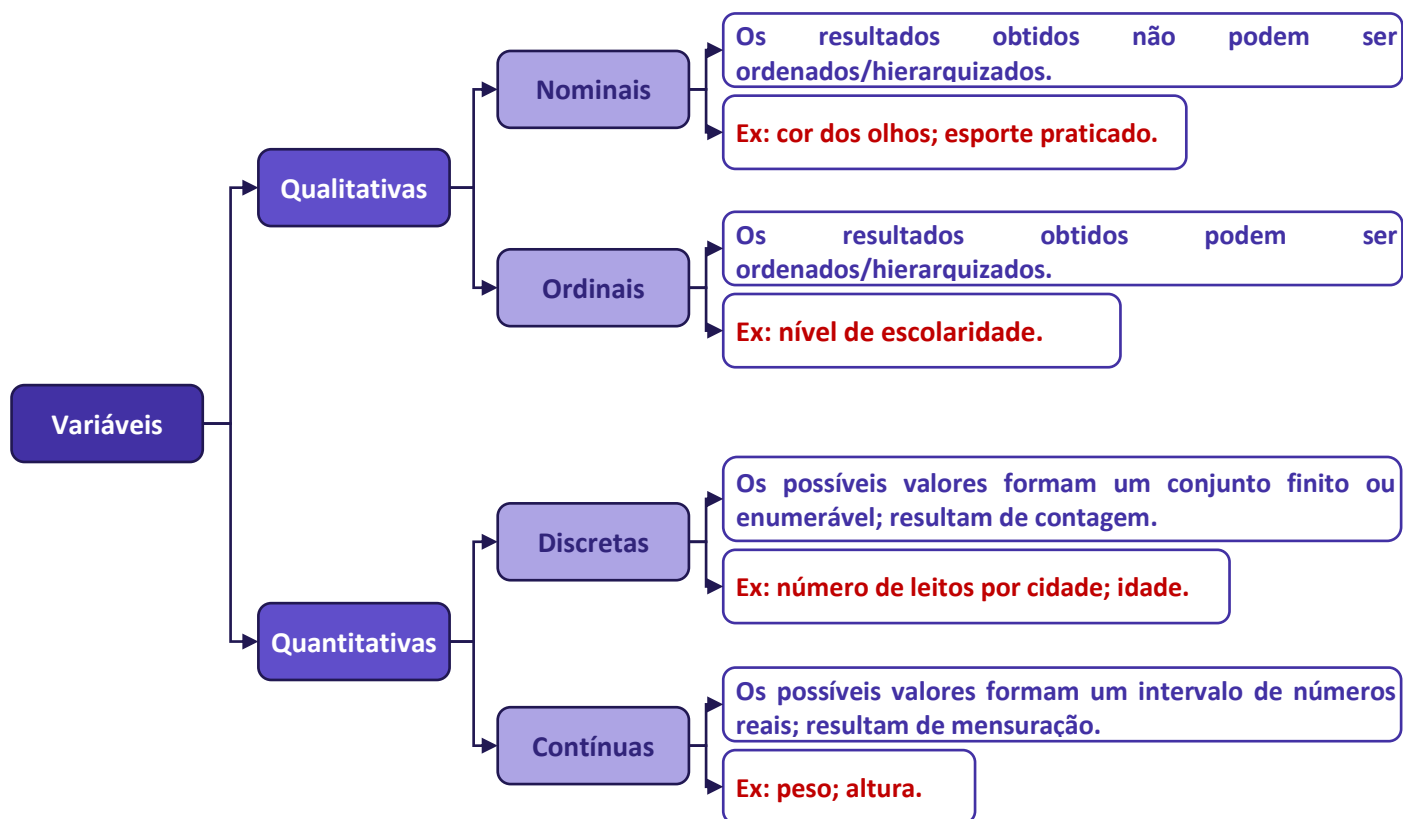 Variáveis
Qualitativas
Nominais
Os resultados obtidos não podem ser
ordenados/hierarquizados.
Ex: cor dos olhos; esporte praticado.
Ordinais
Os resultados obtidos podem ser
ordenados/hierarquizados.
Ex: nível de escolaridade.
Quantitativas
Discretas
Os possíveis valores formam um conjunto finito ou
enumerável; resultam de contagem.
Ex: número de leitos por cidade; idade.
Contínuas
Os possíveis valores formam um intervalo de números
reais; resultam de mensuração.
Ex: peso; altura.